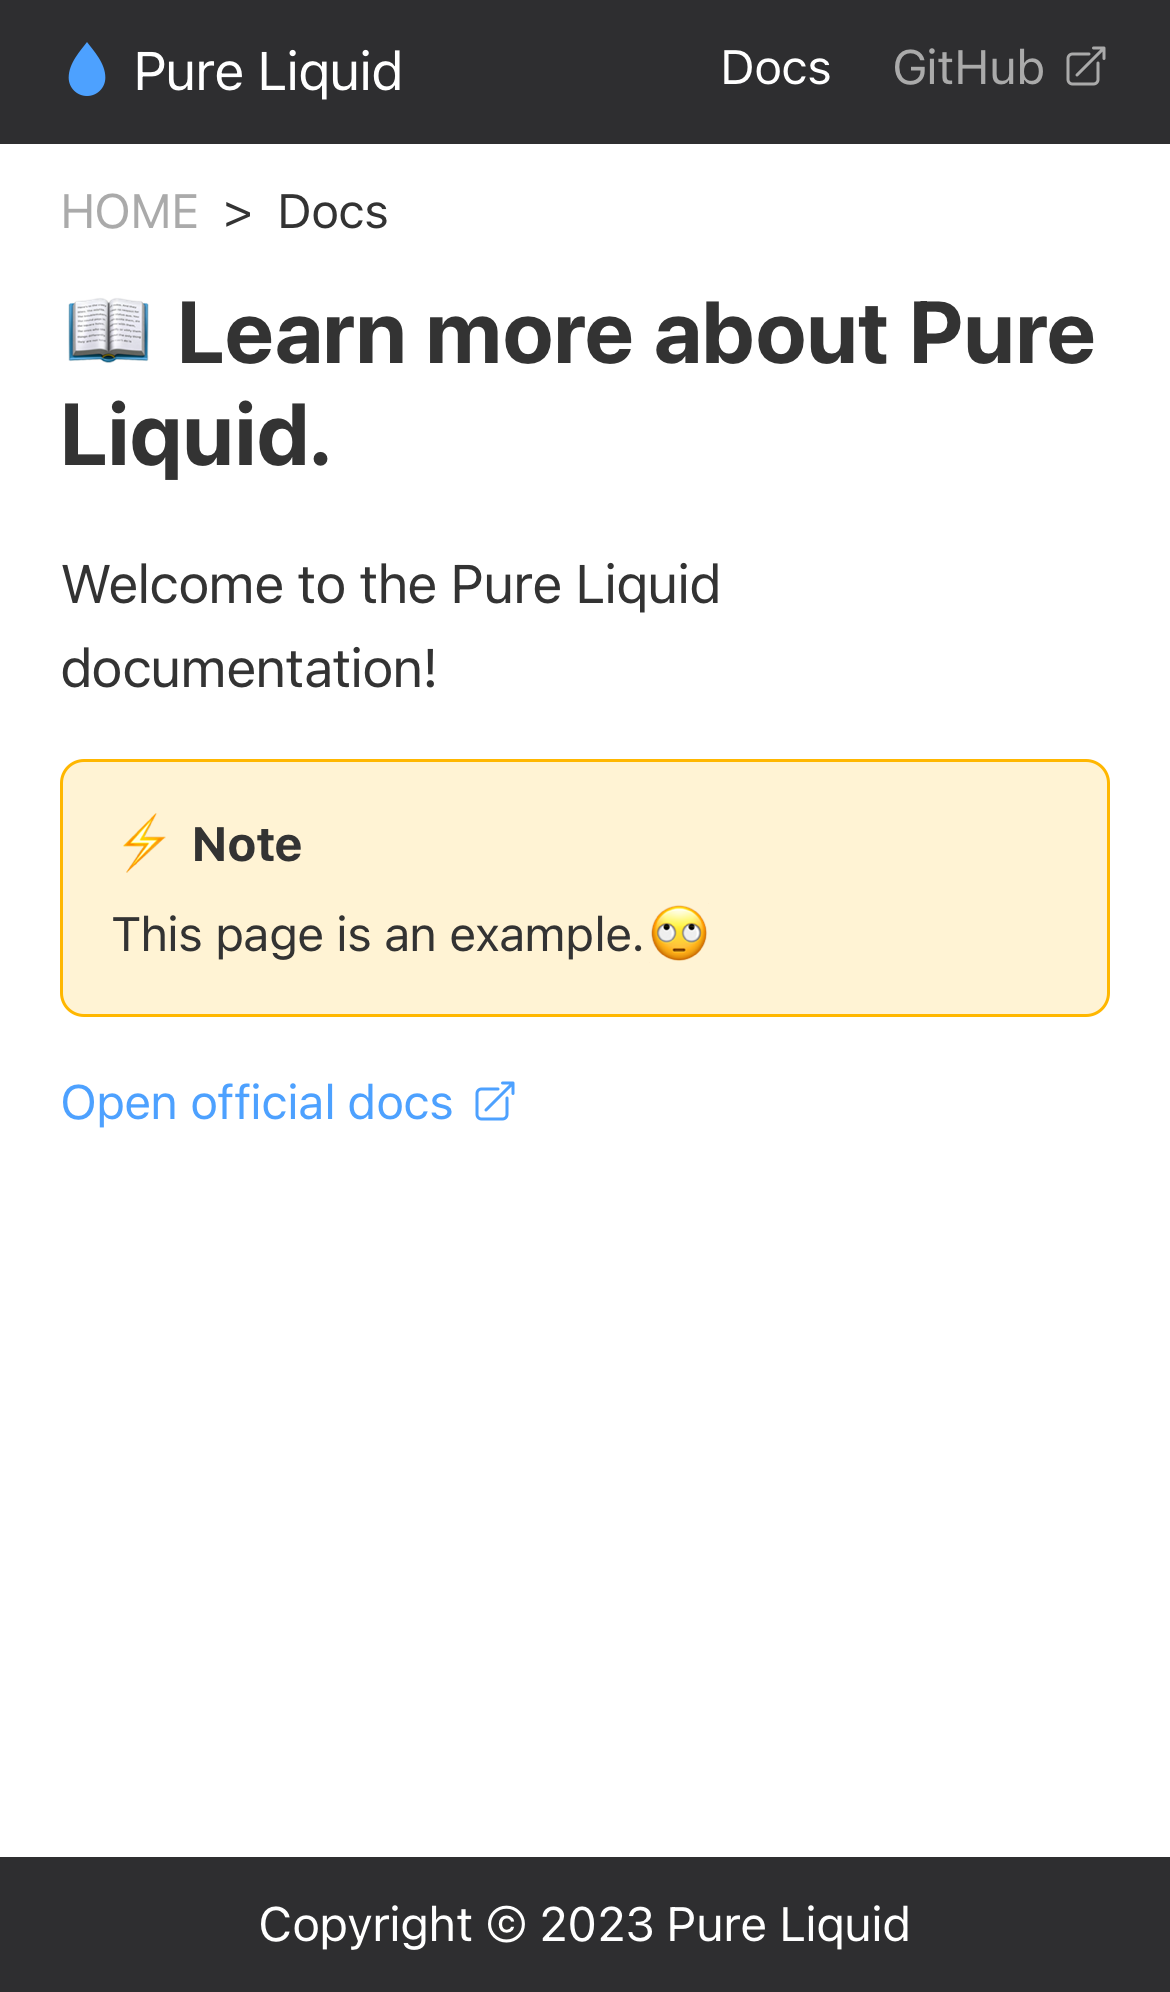 Pure Liquid
Docs
GitHub
HOME > Docs
📖 Learn more about Pure
Liquid.
Welcome to the Pure Liquid
documentation!
⚡ Note
This page is an example.🙄
Open official docs
Copyright © 2023 Pure Liquid